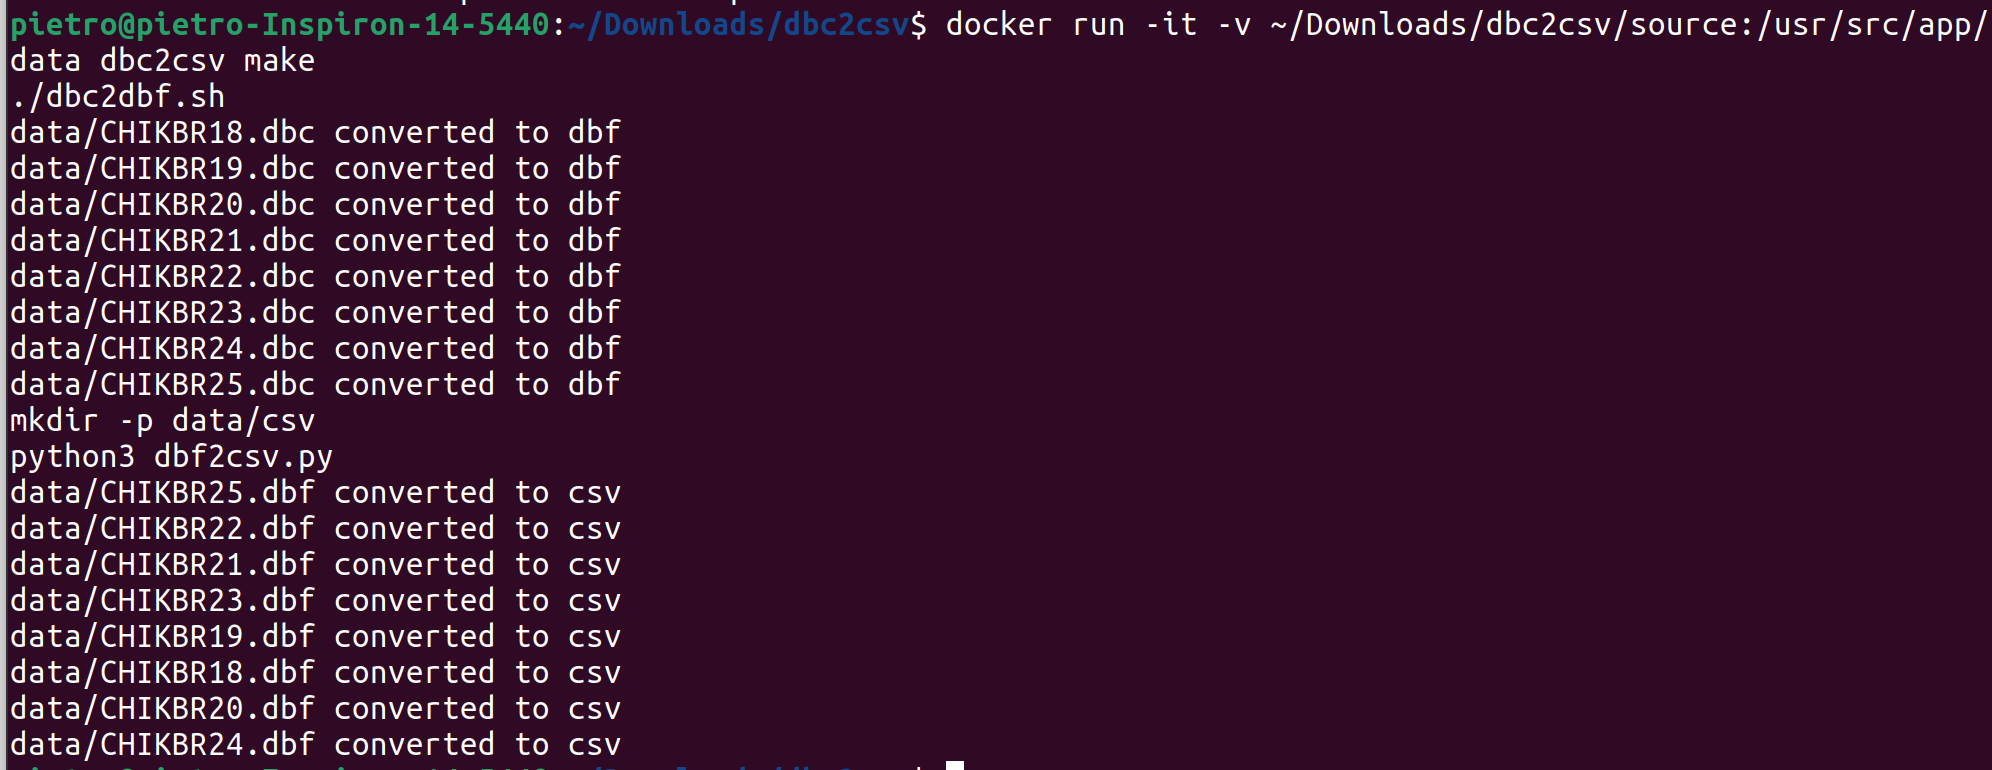 pietro@pietro-Inspiron-14-5440:~/Downloads/dbc2csv$ docker run -it -v ~/Downloads/dbc2csv/source:/usr/src/app/
data dbc2csv make
./dbc2dbf.sh
data/CHIKBR18.dbc converted to dbf
data/CHIKBR19.dbc converted to dbf
data/CHIKBR20.dbc converted to dbf
data/CHIKBR21.dbc converted to dbf
data/CHIKBR22.dbc converted to dbf
data/CHIKBR23.dbc converted to dbf
data/CHIKBR24.dbc converted to dbf
data/CHIKBR25.dbc converted to dbf
mkdir -p data/csv
python3 dbf2csv.py
data/CHIKBR25.dbf converted to csv
data/CHIKBR22.dbf converted to csv
data/CHIKBR21.dbf converted to csv
data/CHIKBR23.dbf converted to csv
data/CHIKBR19.dbf converted to csv
data/CHIKBR18.dbf converted to csv
data/CHIKBR20.dbf converted to csv
data/CHIKBR24.dbf converted to csv